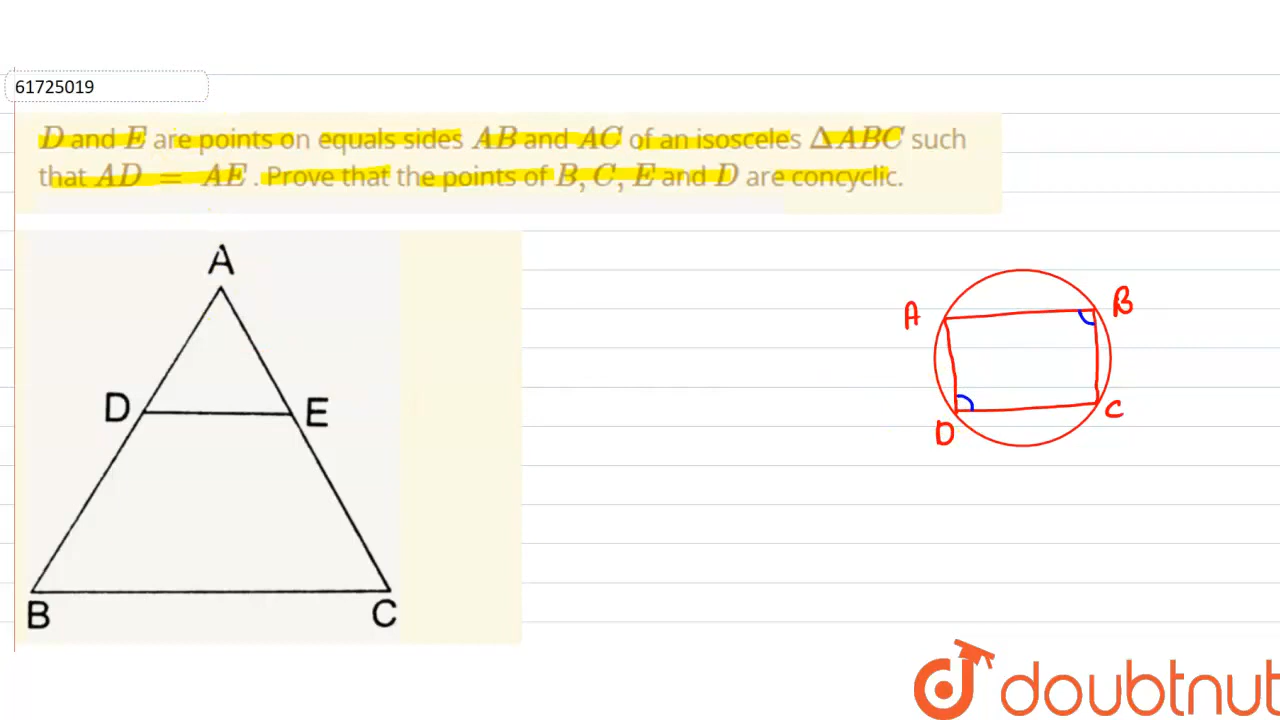 61725019
D and E are points on equals sides AB and AC of an isosceles ΔABC such
that AD = AE . Prove that the points of B, C, E and D are concyclic.
A
D
E
B
C
A
B
D
C
doubtnut